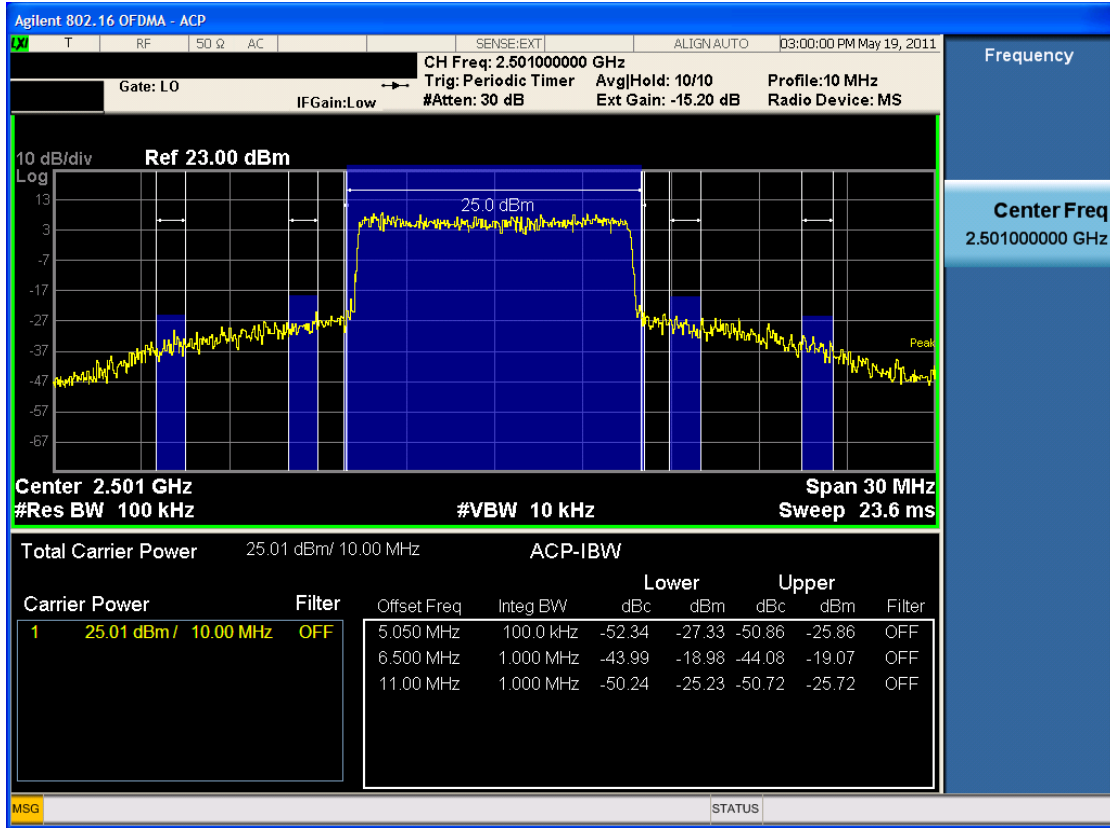 Agilent 802.16 OFDMA - ACP
LXI T RF 50 Ω AC SENSE:EXT ALIGN AUTO 03:00:00 PM May 19, 2011
CH Freq: 2.501000000 GHz
Gate: LO Trig: Periodic Timer Avg|Hold: 10/10 Profile:10 MHz
IFGain:Low #Atten: 30 dB Ext Gain: -15.20 dB Radio Device: MS
Frequency
Center Freq
2.501000000 GHz
10 dB/div Ref 23.00 dBm
Log
13
3
-7
-17
-27
-37
-47
-57
-67
25.0 dBm
Peak
Center 2.501 GHz Span 30 MHz
#Res BW 100 kHz #VBW 10 kHz Sweep 23.6 ms
Total Carrier Power 25.01 dBm/ 10.00 MHz ACP-IBW
Lower Upper
Carrier Power Filter Offset Freq Integ BW dBc dBm dBc dBm Filter
1 25.01 dBm / 10.00 MHz OFF 5.050 MHz 100.0 kHz -52.34 -27.33 -50.86 -25.86 OFF
6.500 MHz 1.000 MHz -43.99 -18.98 -44.08 -19.07 OFF
11.00 MHz 1.000 MHz -50.24 -25.23 -50.72 -25.72 OFF
MSG STATUS